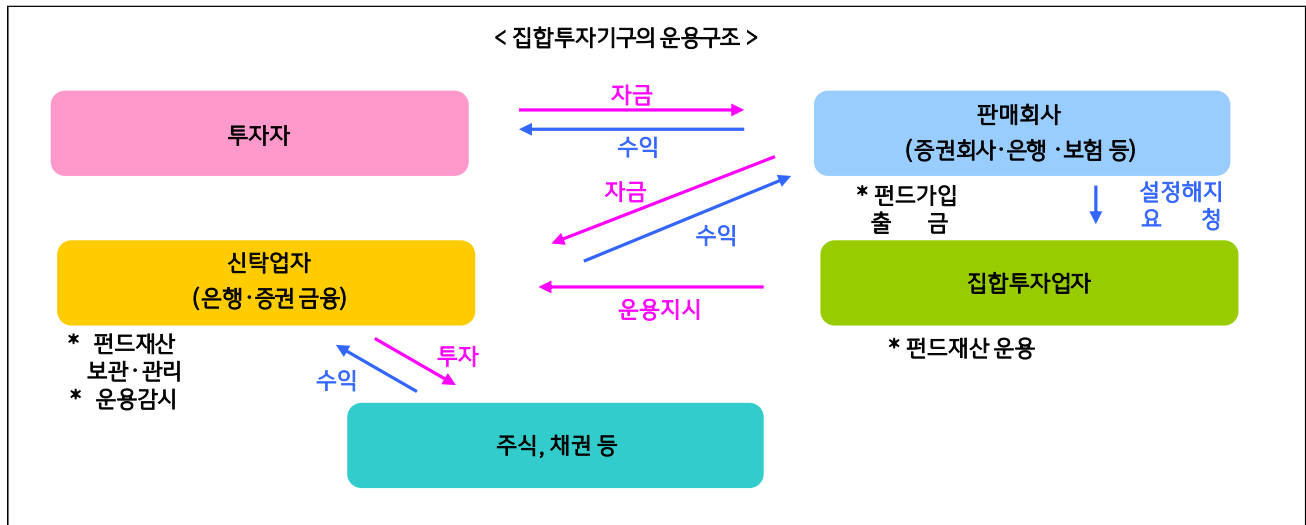 < 집합투자기구의 운용구조 >
투자자
자금
수익
판매회사
(증권회사·은행 ·보험 등)
자금
수익
* 펀드가입
출 금
설정해지
요 청
신탁업자
(은행·증권 금융)
운용지시
집합투자업자
* 펀드재산
보관·관리
* 운용감시
수익
투자
* 펀드재산 운용
주식, 채권 등